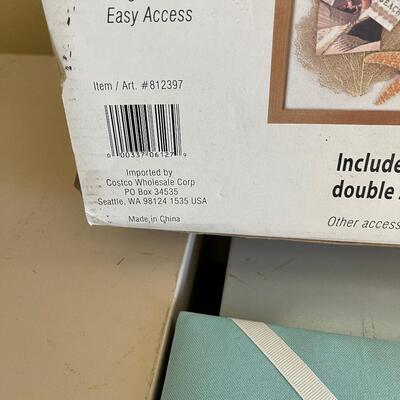 Easy Access
Item / Art. #812397
0 00337 06127 9
Imported by
Costco Wholesale Corp
PO Box 34535
Seattle, WA 98124 1535 USA
Made in China
Include
double
Other access